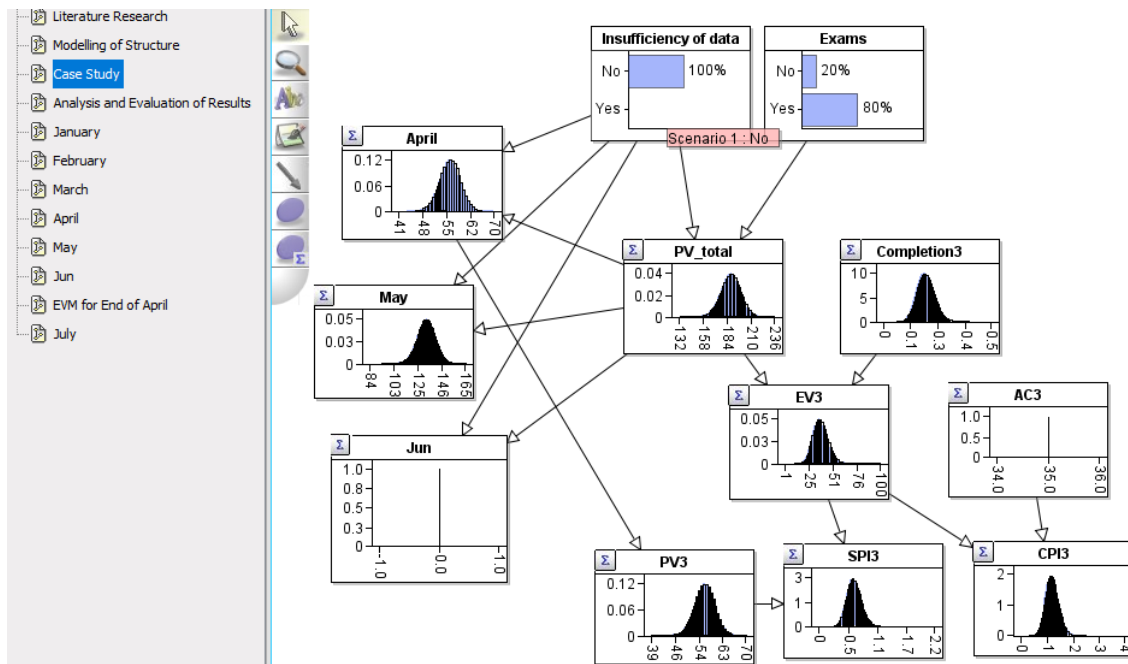 Literature Research
Modelling of Structure
Case Study
Analysis and Evaluation of Results
January
February
March
April
May
Jun
EVM for End of April
July
Abc
Σ
Insufficiency of data
No 100%
Yes
Scenario 1 : No
Exams
No 20%
Yes 80%
Σ
April
0.12
0.06
0
41 48 55 62 70
Σ
PV_total
0.04
0.02
0
132 158 184 210 236
Σ
Completion3
10
5
0
0 0.1 0.3 0.4 0.5
Σ
May
0.05
0.03
0
84 103 125 146 165
Σ
EV3
0.05
0.03
0
1 25 51 76 100
Σ
AC3
1.0
0.5
0
34.0 35.0 36.0
Σ
Jun
1.0
0.8
0.5
0.3
0
-1.0 0.0 1.0
Σ
PV3
0.12
0.06
0
39 46 54 63 70
Σ
SPI3
3
1
0
0 0.5 1.1 1.7 2.2
Σ
CPI3
2
1
0
0 1 2 3 4